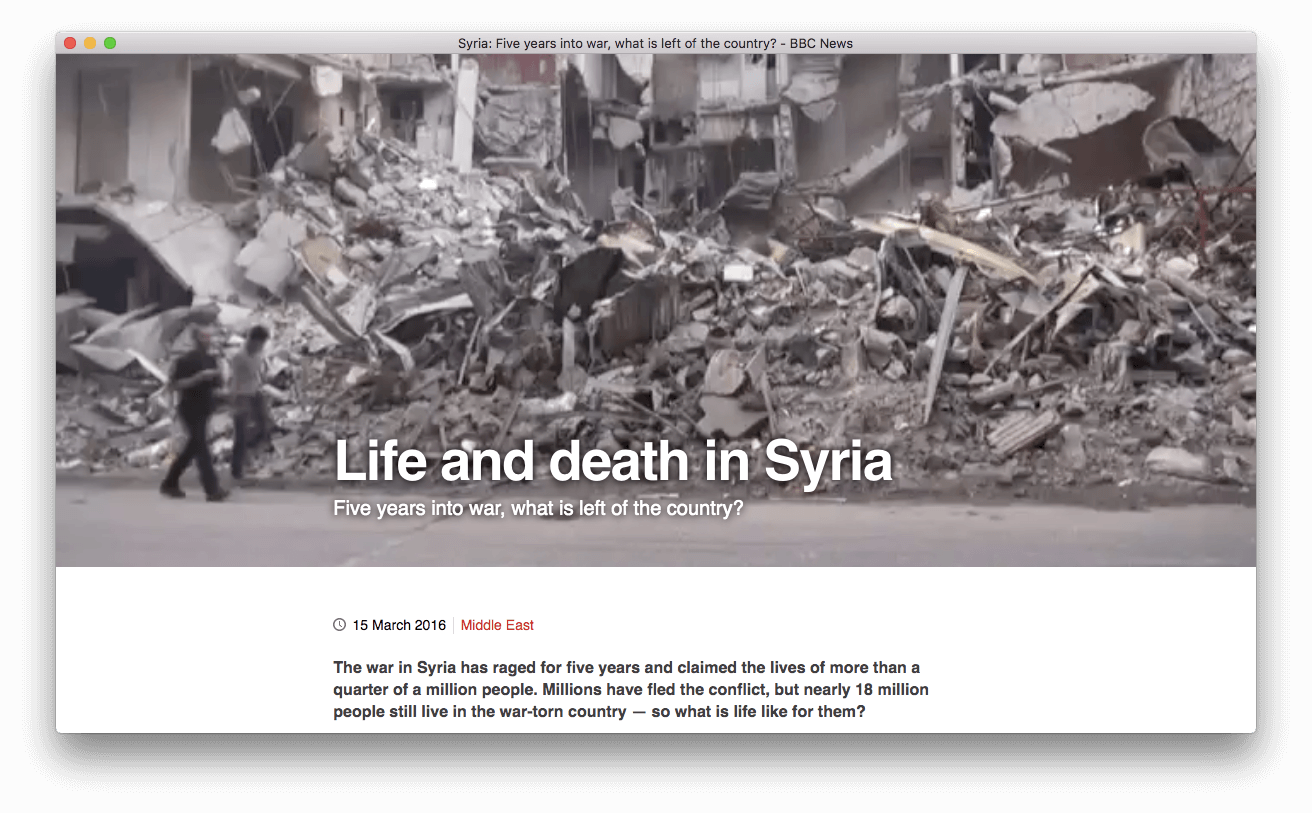 Syria: Five years into war, what is left of the country? - BBC News
Life and death in Syria
Five years into war, what is left of the country?
15 March 2016 Middle East
The war in Syria has raged for five years and claimed the lives of more than a
quarter of a million people. Millions have fled the conflict, but nearly 18 million
people still live in the war-torn country — so what is life like for them?